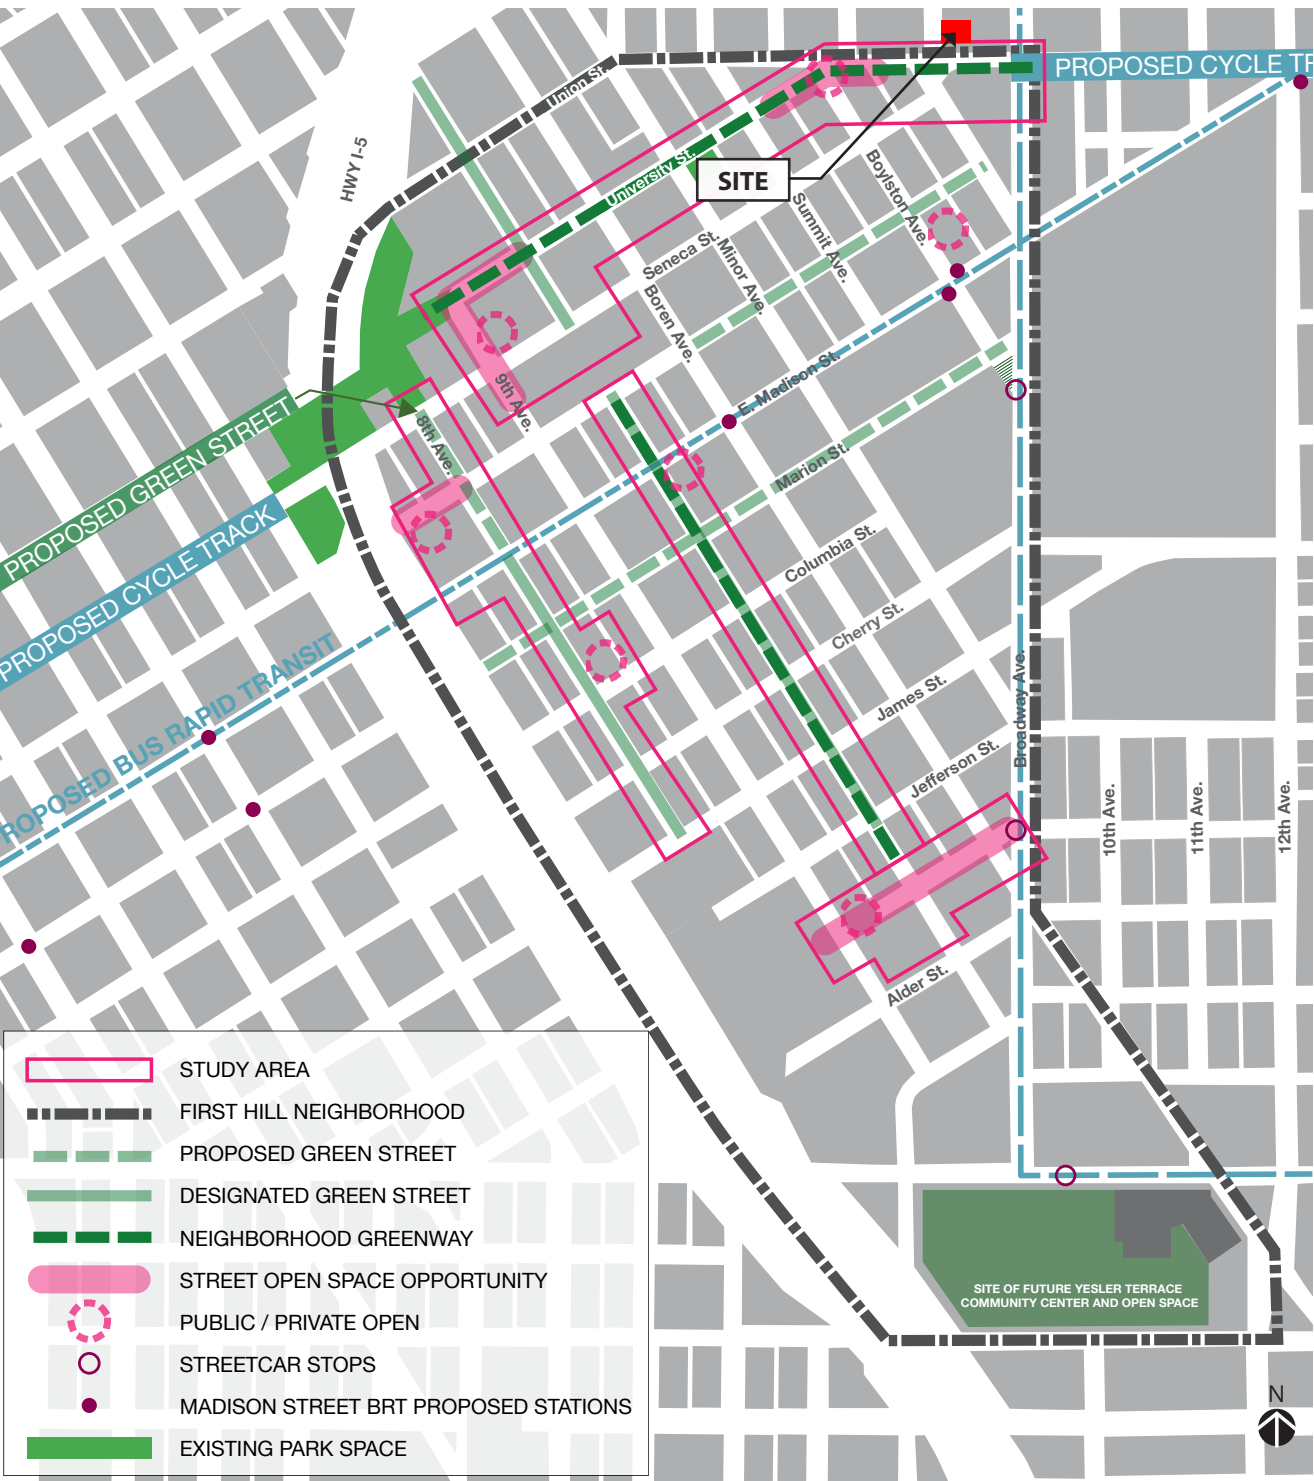 PROPOSED CYCLE TR
Union St.
HWY I-5
University St.
SITE
Boylston Ave.
Summit Ave.
Seneca St.
Minor Ave.
Boren Ave.
9th Ave.
8th Ave.
E. Madison St.
Marion St.
PROPOSED GREEN STREET
PROPOSED CYCLE TRACK
ROPOSED BUS RAPID TRANSIT
Columbia St.
Cherry St.
James St.
Jefferson St.
Broadway Ave.
10th Ave.
11th Ave.
12th Ave.
Alder St.
STUDY AREA
FIRST HILL NEIGHBORHOOD
PROPOSED GREEN STREET
DESIGNATED GREEN STREET
NEIGHBORHOOD GREENWAY
STREET OPEN SPACE OPPORTUNITY
PUBLIC / PRIVATE OPEN
STREETCAR STOPS
MADISON STREET BRT PROPOSED STATIONS
EXISTING PARK SPACE
SITE OF FUTURE YESLER TERRACE
COMMUNITY CENTER AND OPEN SPACE
N